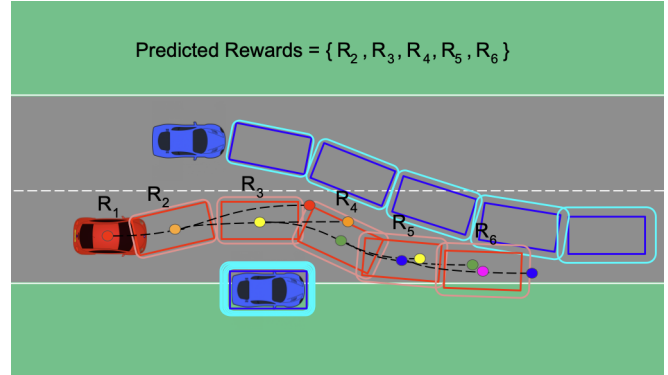 Predicted Rewards = { R₂ , R₃ , R₄ , R₅ , R₆ }
R₁ R₂ R₃ R₄ R₅ R₆